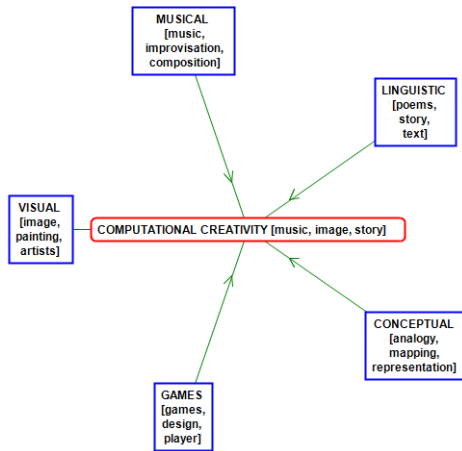 MUSICAL
[music,
improvisation,
composition]
LINGUISTIC
[poems,
story,
text]
VISUAL
[image,
painting,
artists]
COMPUTATIONAL CREATIVITY [music, image, story]
CONCEPTUAL
[analogy,
mapping,
representation]
GAMES
[games,
design,
player]